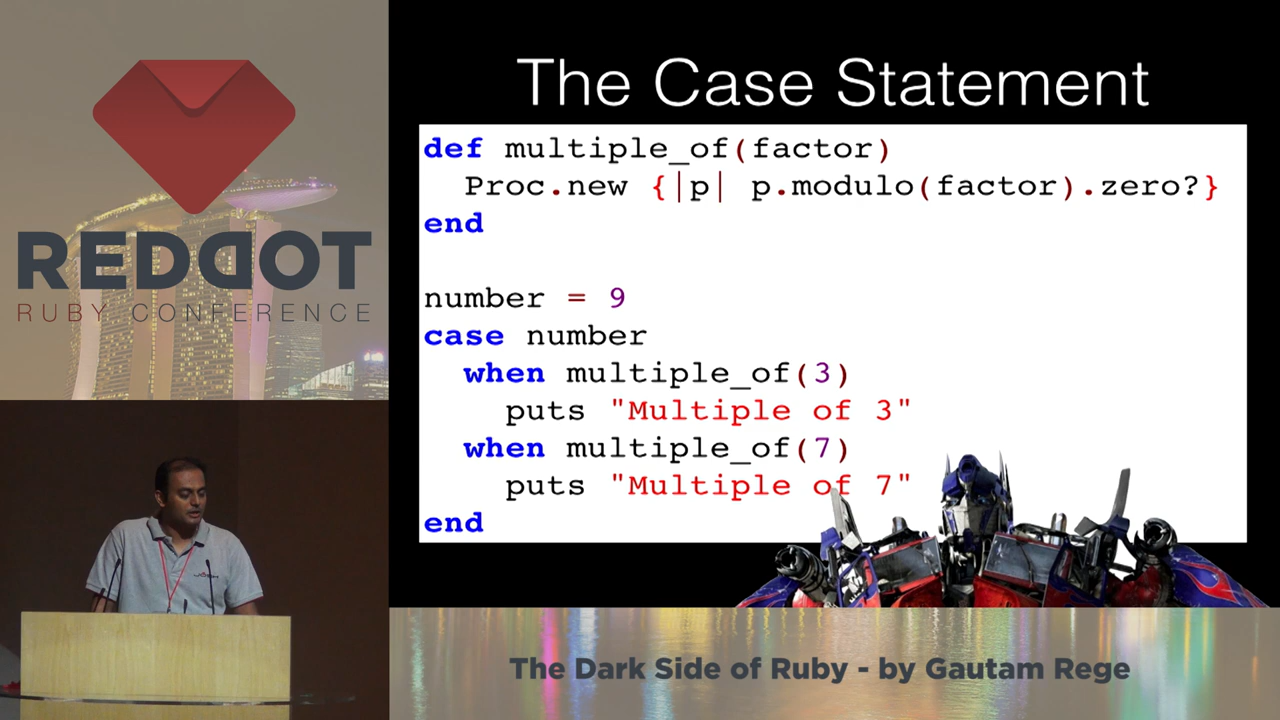 REDDOT
RUBY CONFERENCE
The Case Statement
def multiple_of(factor)
  Proc.new {|p| p.modulo(factor).zero?}
end
number = 9
case number
  when multiple_of(3)
    puts "Multiple of 3"
  when multiple_of(7)
    puts "Multiple of 7"
end
The Dark Side of Ruby - by Gautam Rege